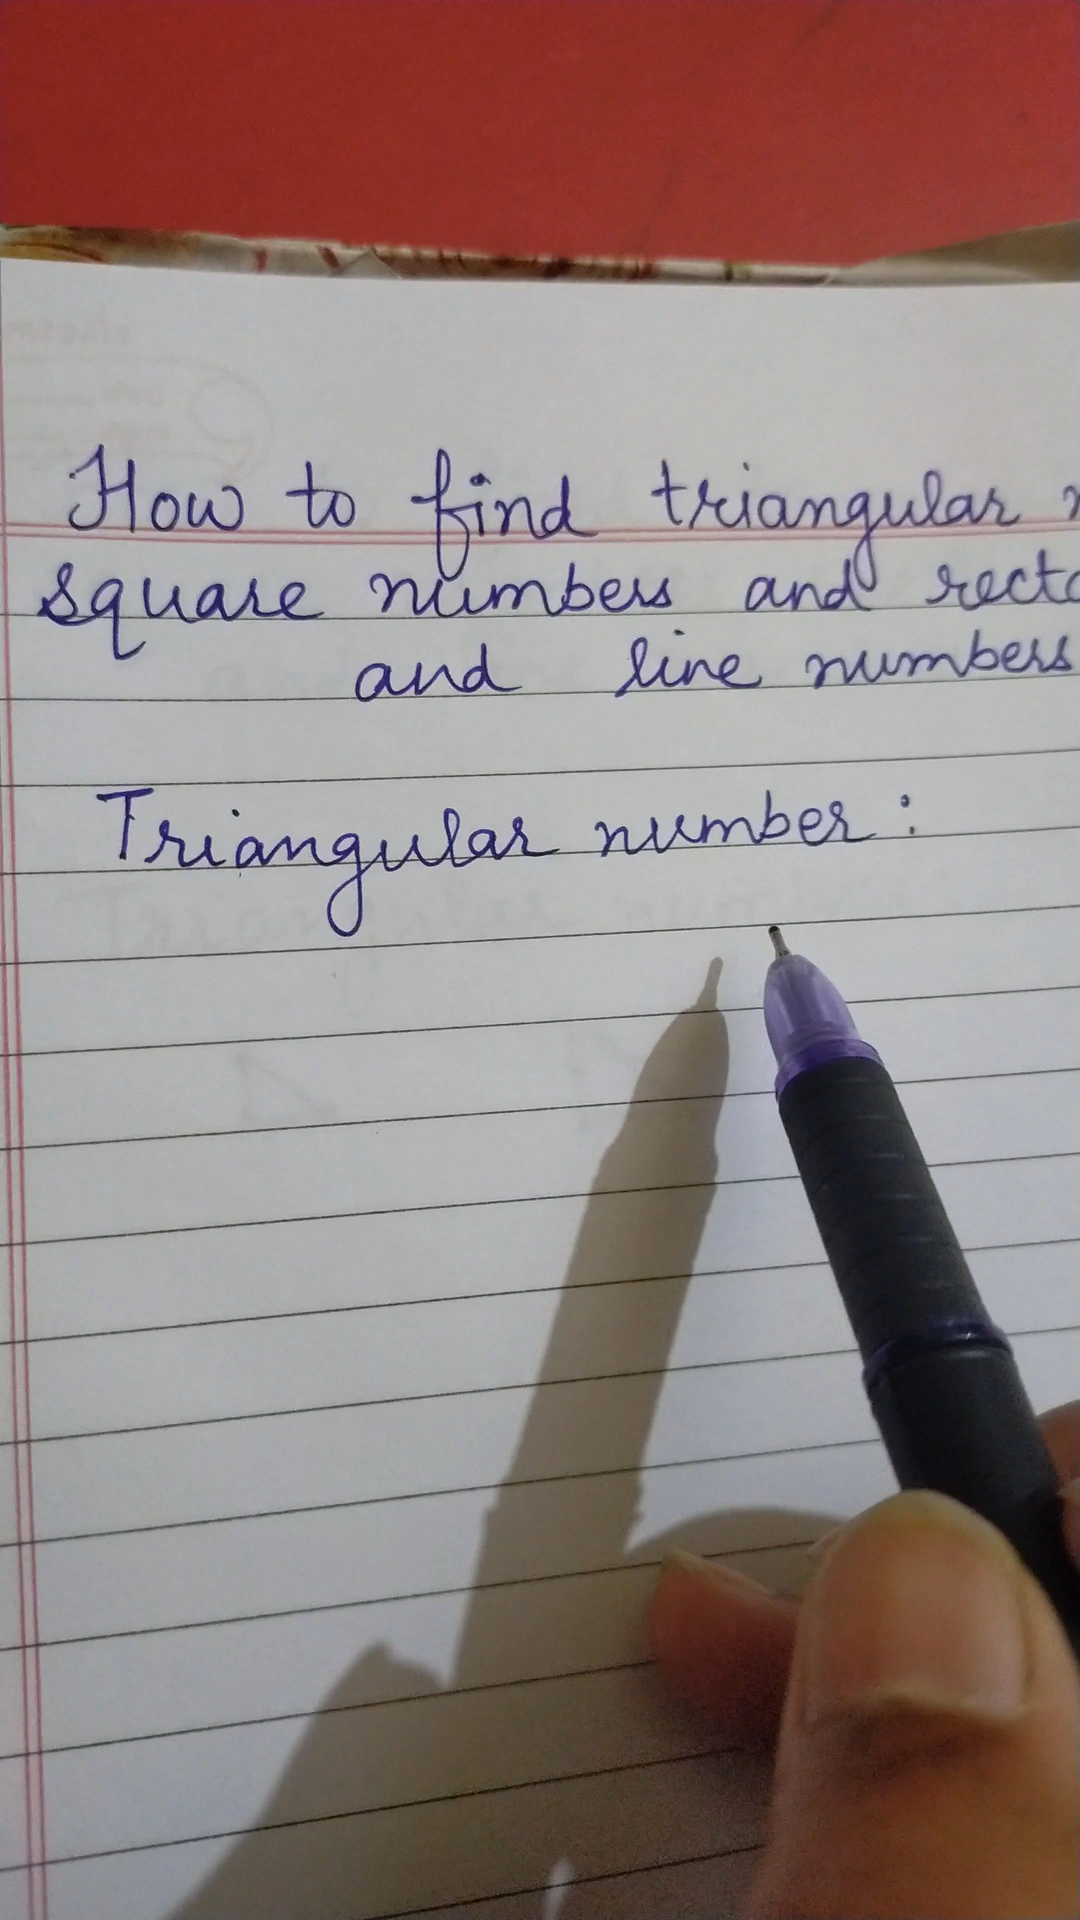 How to find triangular
square numbers and
and line numbers
Triangular number :